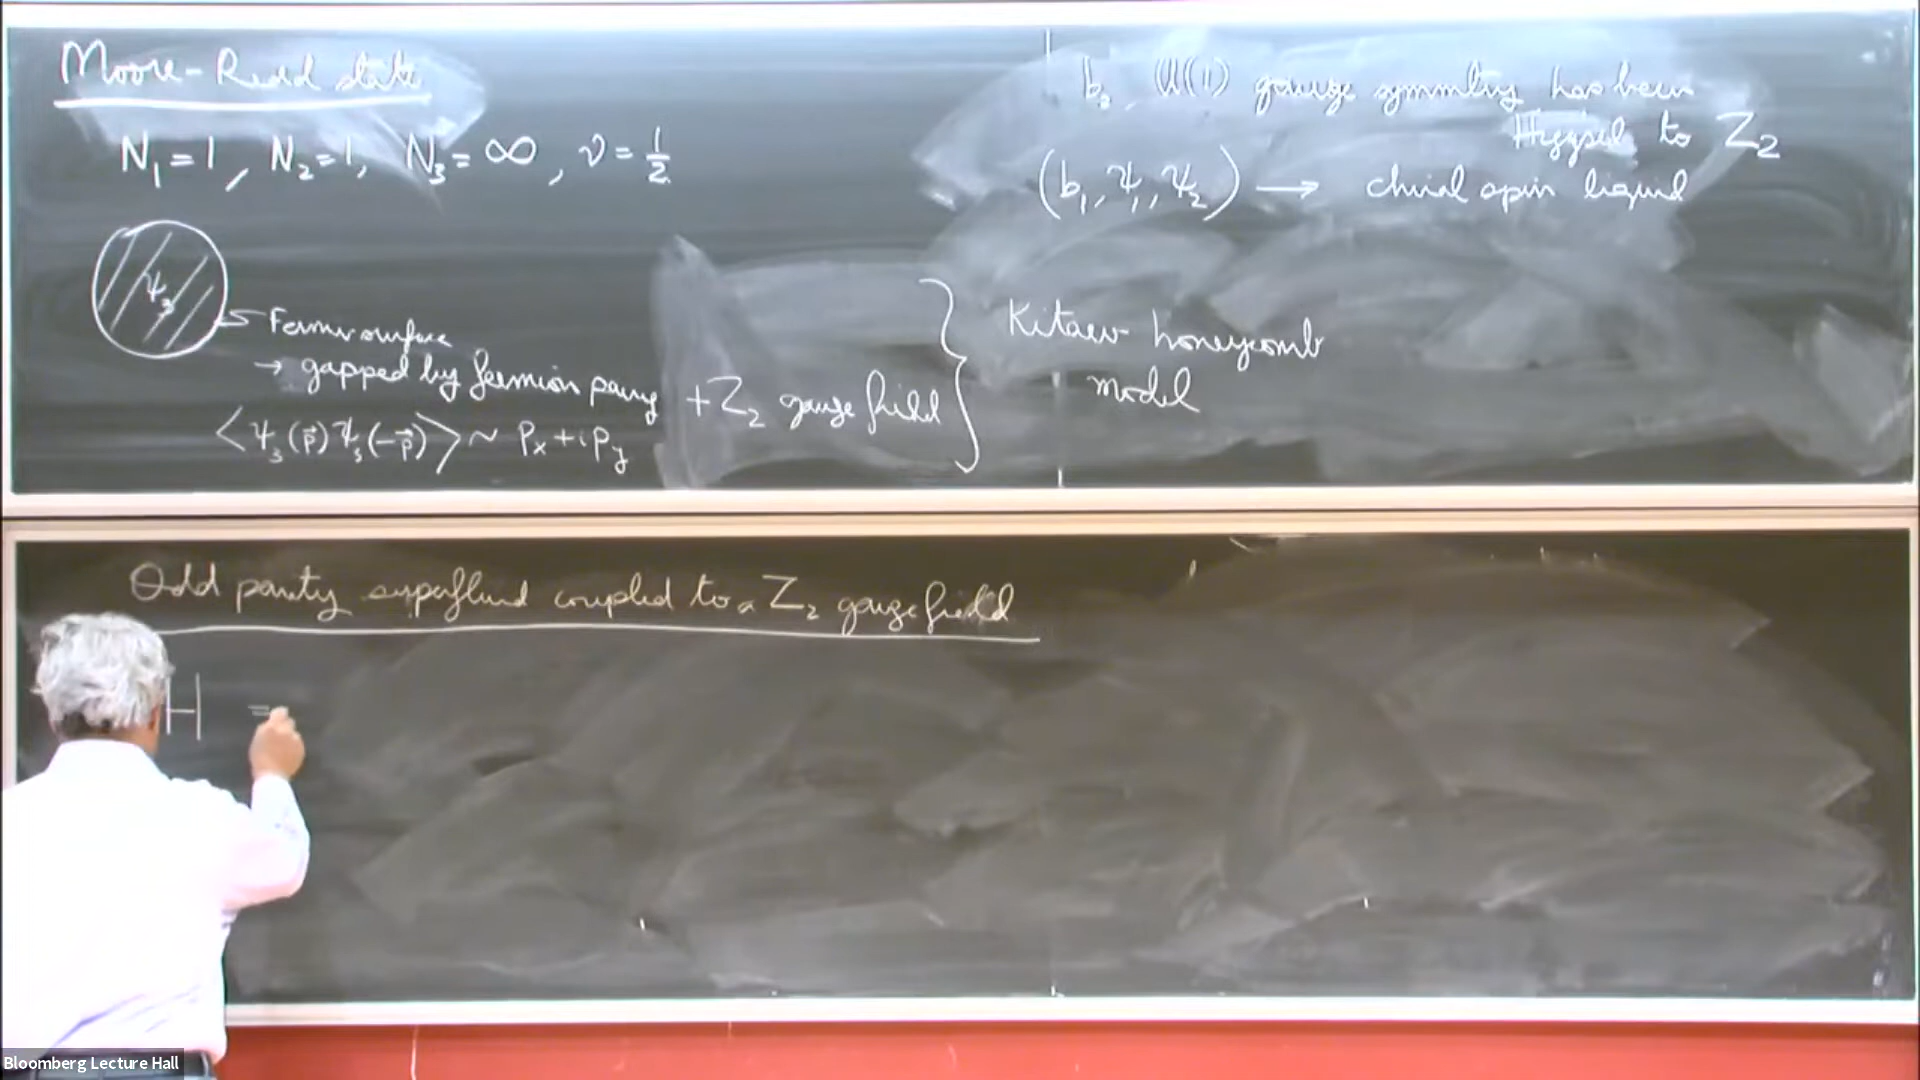 Moore-Read state
N₁ = 1, N₂ = 1, N₃ = ∞, ν = 1/2
ψ₃
Fermi surface
→ gapped by fermion pairing
⟨ψ₃(p⃗) ψ₃(-p⃗)⟩ ~ pₓ + i p_y
+ Z₂ gauge field
Kitaev honeycomb
model
b₃, U(1) gauge symmetry has been
Higgsed to Z₂
(b₁, ψ₁, ψ₂) → chiral spin liquid
Odd parity superfluid coupled to a Z₂ gauge field
H =
Bloomberg Lecture Hall